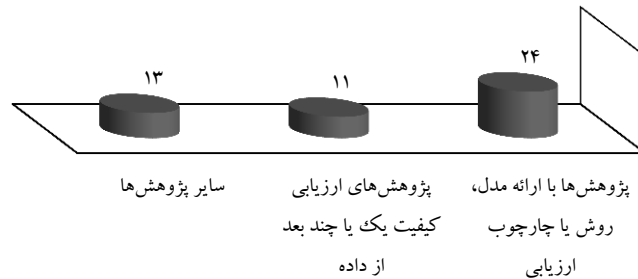 ۲۴
۱۱
۱۳
پژوهش‌ها با ارائه مدل،
روش یا چارچوب
ارزیابی
پژوهش‌های ارزیابی
کیفیت یک یا چند بعد
از داده
سایر پژوهش‌ها